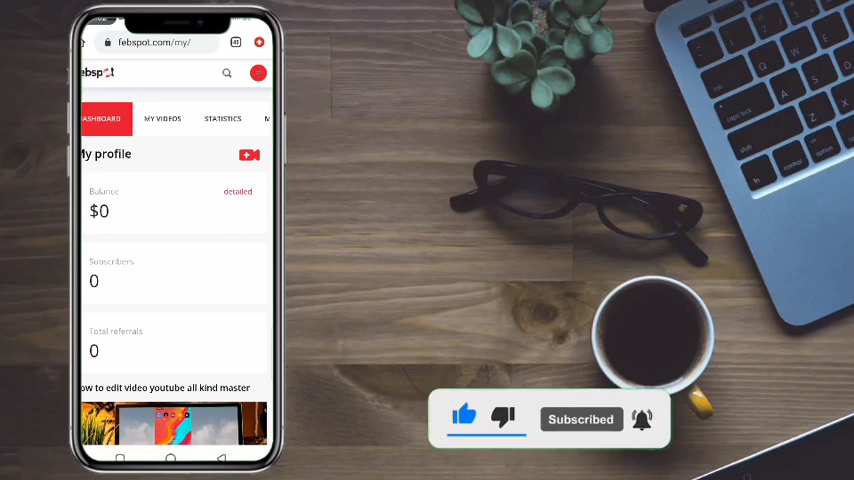 febspot.com/my/
ebspot
DASHBOARD
MY VIDEOS
STATISTICS
M
My profile
Balance
detailed
$0
Subscribers
0
Total referrals
0
ow to edit video youtube all kind master
Subscribed